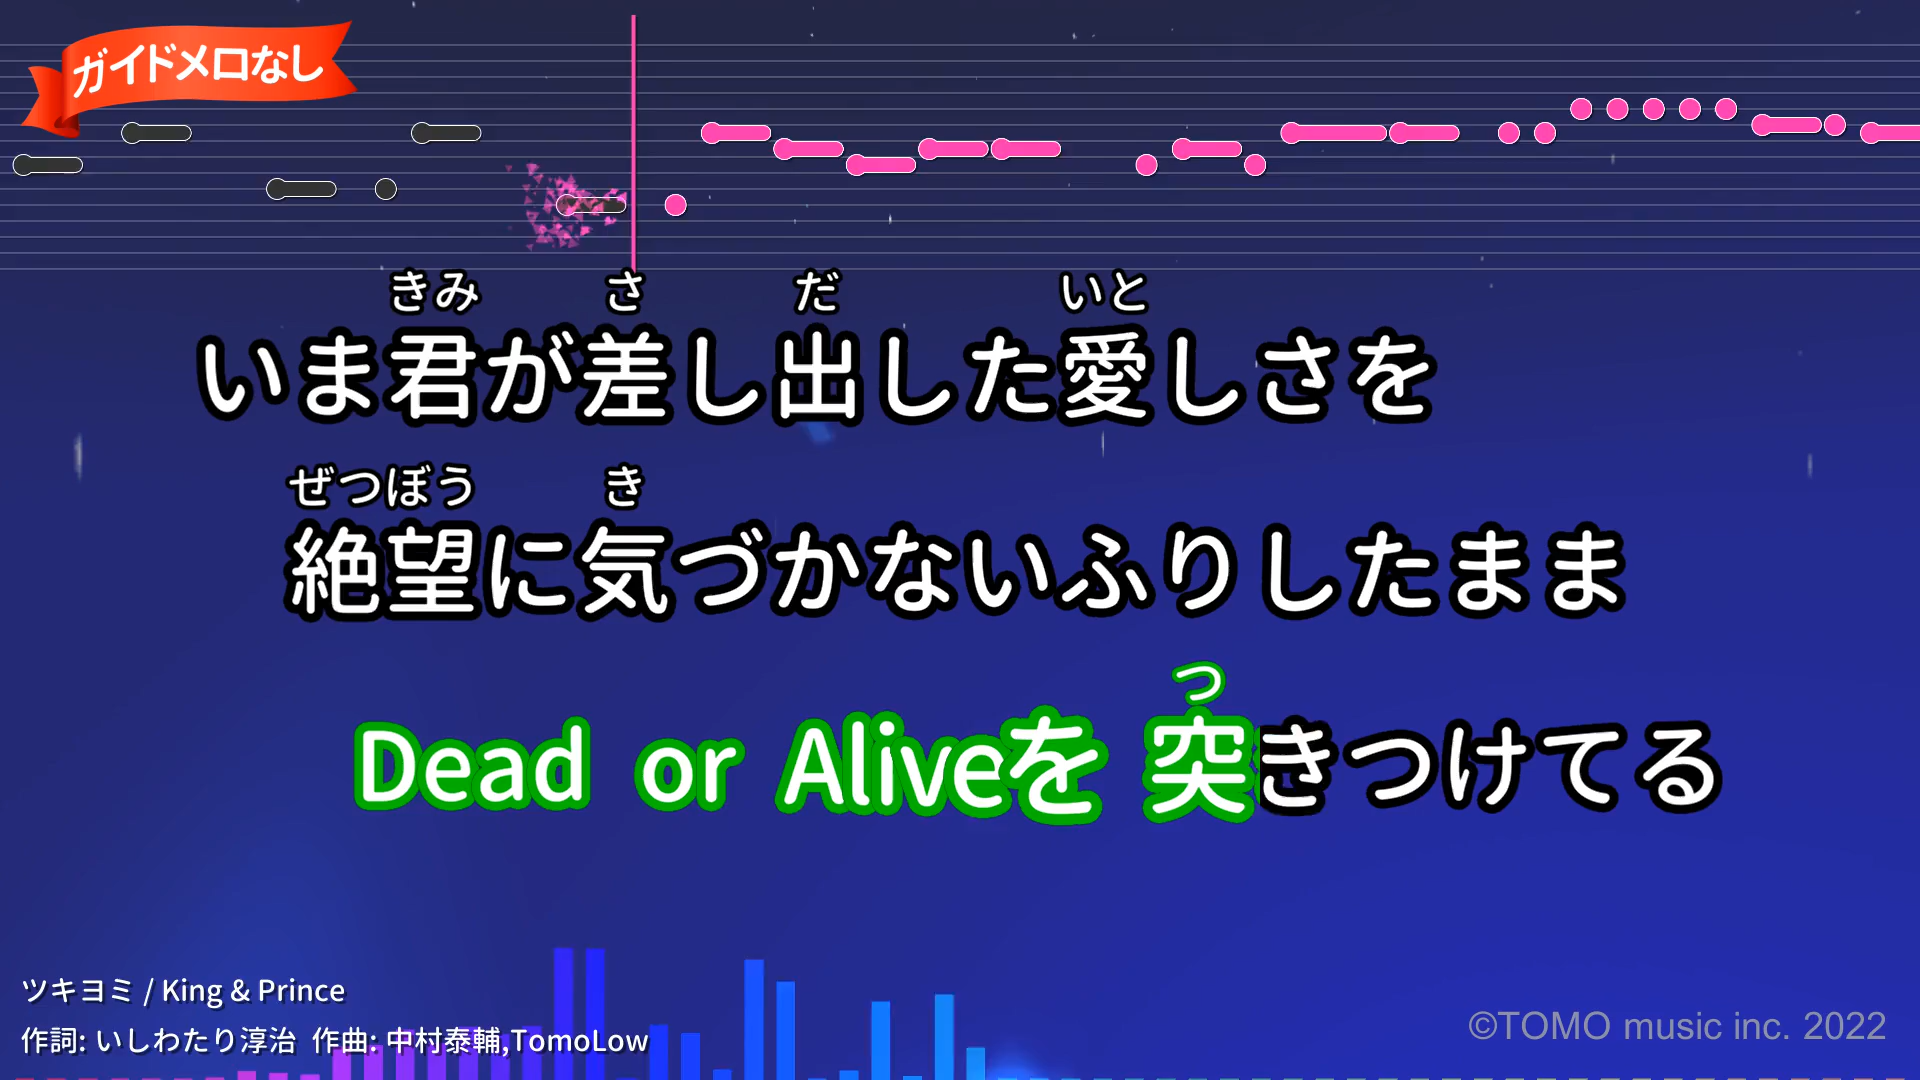 ガイドメロなし
きみ さ だ いと
いま君が差し出した愛しさを
ぜつぼう き
絶望に気づかないふりしたまま
つ
Dead or Aliveを 突きつけてる
ツキヨミ / King & Prince
作詞: いしわたり淳治 作曲: 中村泰輔,TomoLow
©TOMO music inc. 2022